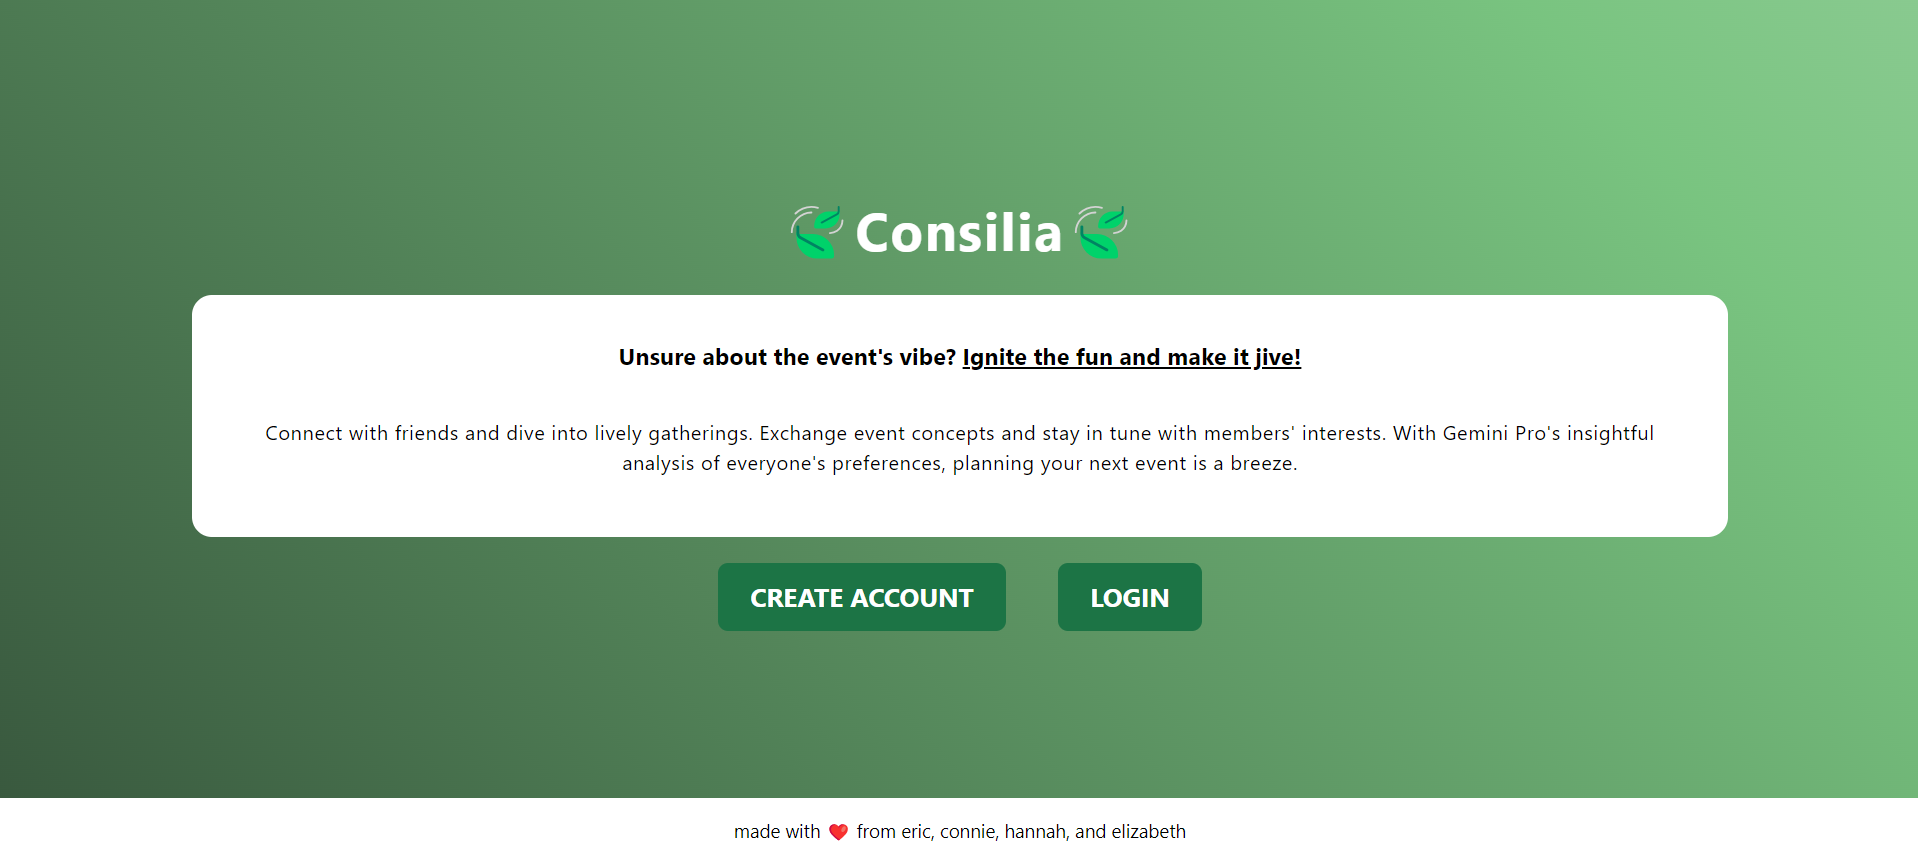 Consilia
Unsure about the event's vibe? Ignite the fun and make it jive!
Connect with friends and dive into lively gatherings. Exchange event concepts and stay in tune with members' interests. With Gemini Pro's insightful
analysis of everyone's preferences, planning your next event is a breeze.
CREATE ACCOUNT LOGIN
made with ❤️ from eric, connie, hannah, and elizabeth